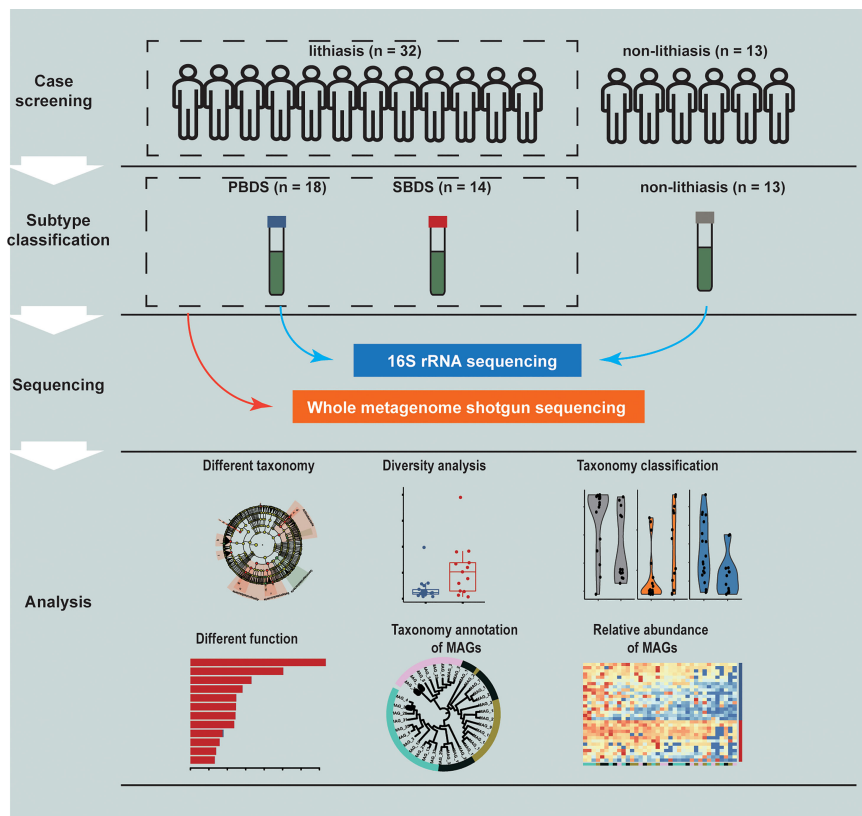 lithiasis (n = 32)
non-lithiasis (n = 13)
Case
screening
PBDS (n = 18)
SBDS (n = 14)
non-lithiasis (n = 13)
Subtype
classification
16S rRNA sequencing
Sequencing
Whole metagenome shotgun sequencing
Different taxonomy
Diversity analysis
Taxonomy classification
Analysis
Different function
Taxonomy annotation
of MAGs
Relative abundance
of MAGs